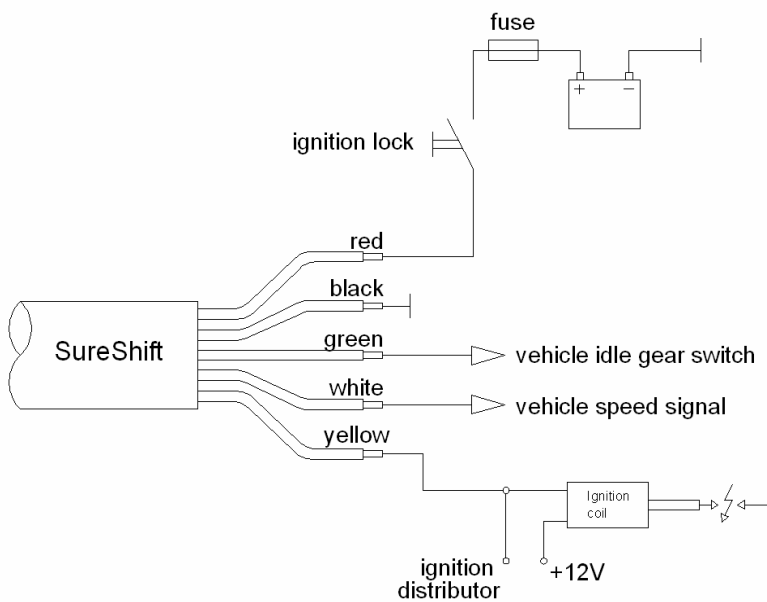 fuse
+ −
ignition lock
red
black
SureShift
green
vehicle idle gear switch
white
vehicle speed signal
yellow
Ignition
coil
ignition
distributor
+12V